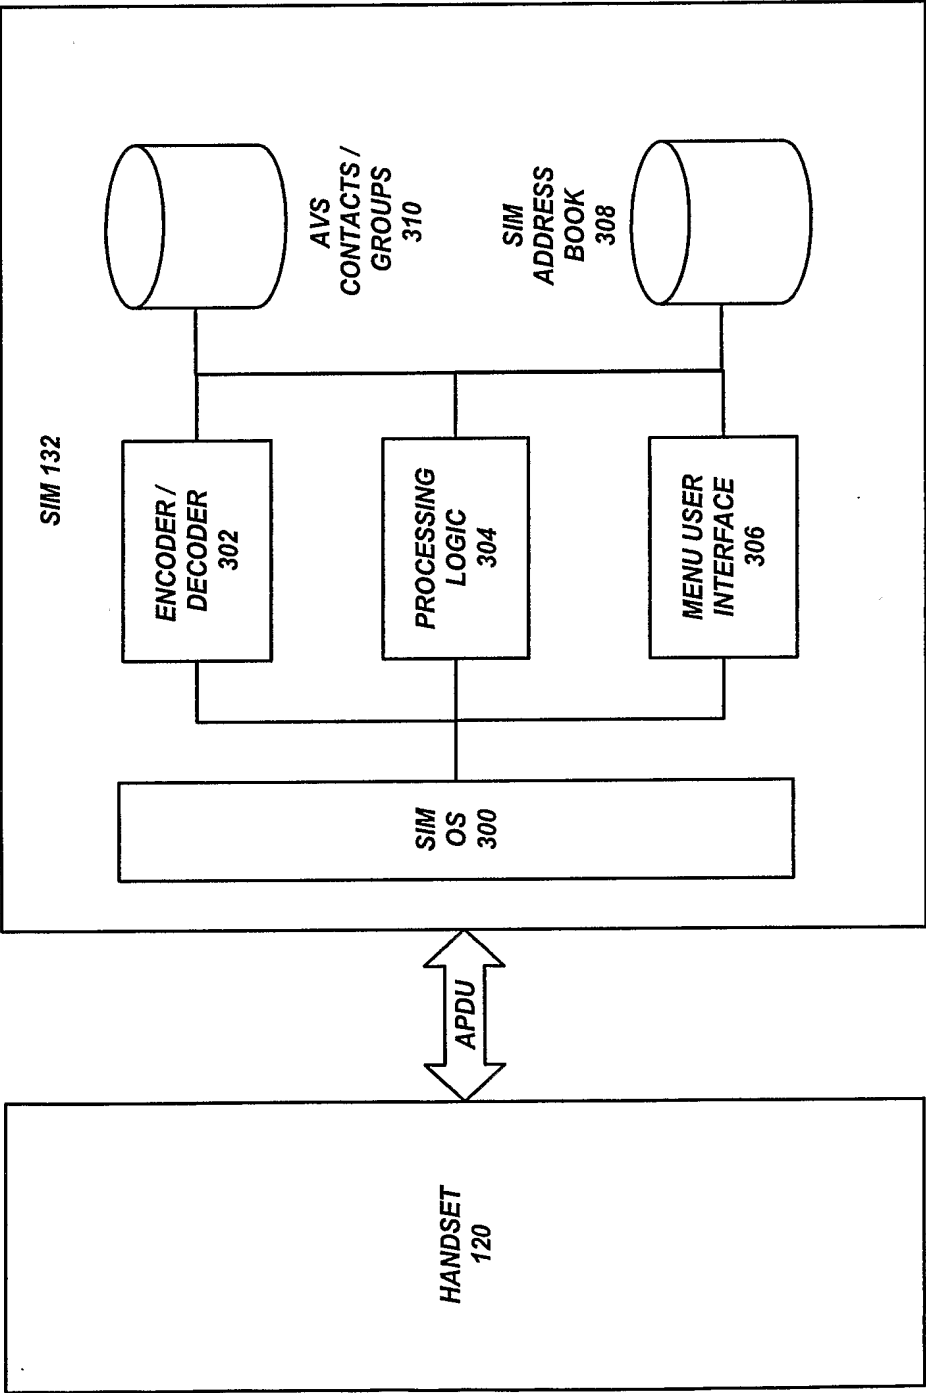 SIM 132
HANDSET
120
APDU
SIM
OS
300
ENCODER /
DECODER
302
PROCESSING
LOGIC
304
MENU USER
INTERFACE
306
AVS
CONTACTS /
GROUPS
310
SIM
ADDRESS
BOOK
308